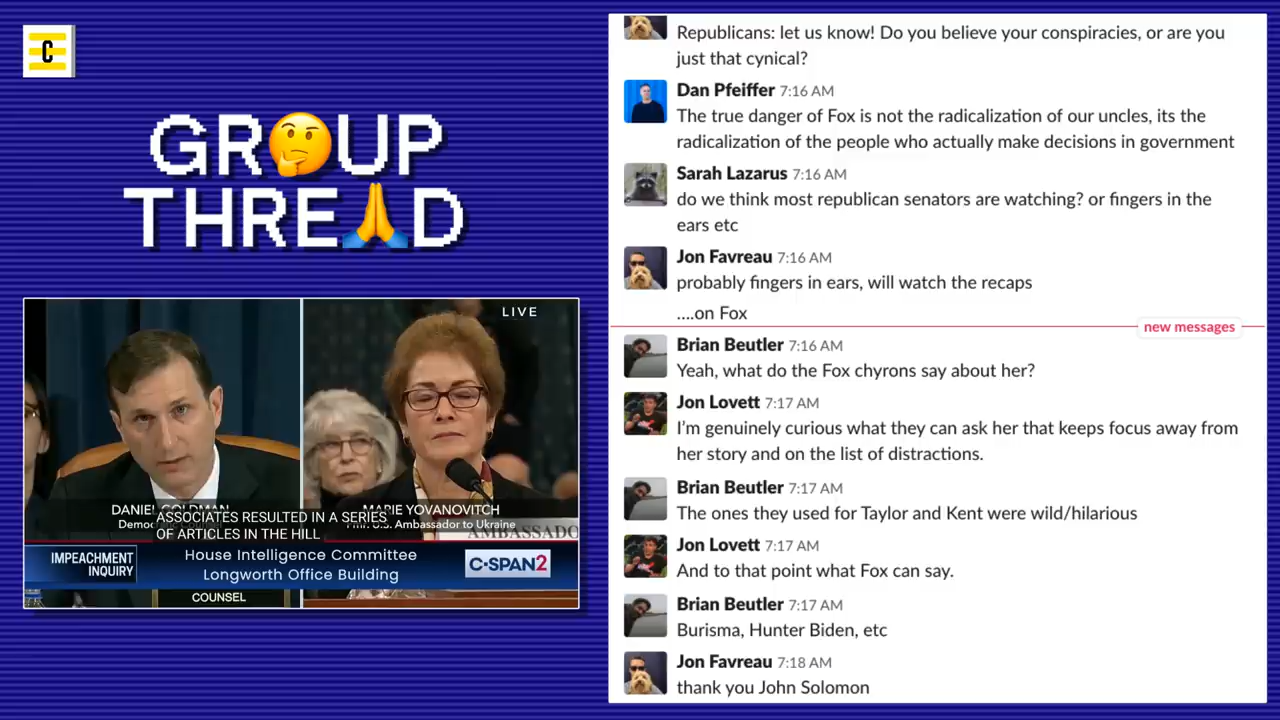 C
GR🤔UP
THRE🙏D
LIVE
DANIEL GOLDMAN
MARIE YOVANOVITCH
Fmr. U.S. Ambassador to Ukraine
ASSOCIATES RESULTED IN A SERIES
OF ARTICLES IN THE HILL
AMBASSADO
IMPEACHMENT
INQUIRY
House Intelligence Committee
Longworth Office Building
C-SPAN2
COUNSEL
Republicans: let us know! Do you believe your conspiracies, or are you
just that cynical?
Dan Pfeiffer 7:16 AM
The true danger of Fox is not the radicalization of our uncles, its the
radicalization of the people who actually make decisions in government
Sarah Lazarus 7:16 AM
do we think most republican senators are watching? or fingers in the
ears etc
Jon Favreau 7:16 AM
probably fingers in ears, will watch the recaps
....on Fox
new messages
Brian Beutler 7:16 AM
Yeah, what do the Fox chyrons say about her?
Jon Lovett 7:17 AM
I'm genuinely curious what they can ask her that keeps focus away from
her story and on the list of distractions.
Brian Beutler 7:17 AM
The ones they used for Taylor and Kent were wild/hilarious
Jon Lovett 7:17 AM
And to that point what Fox can say.
Brian Beutler 7:17 AM
Burisma, Hunter Biden, etc
Jon Favreau 7:18 AM
thank you John Solomon